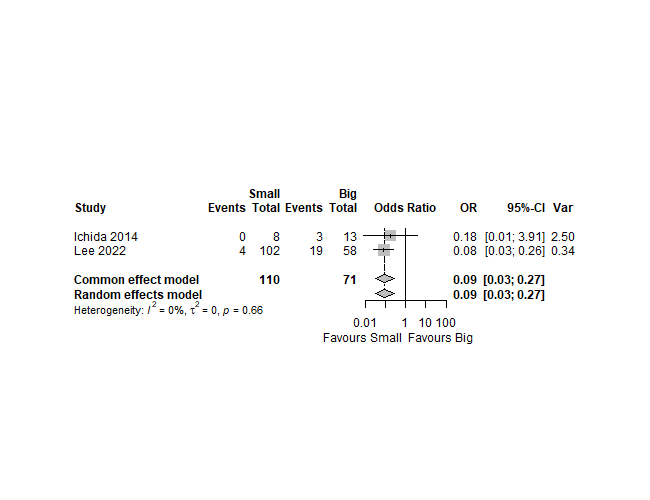 Small Big
Study Events Total Events Total Odds Ratio OR 95%-CI Var
Ichida 2014 0 8 3 13 0.18 [0.01; 3.91] 2.50
Lee 2022 4 102 19 58 0.08 [0.03; 0.26] 0.34
Common effect model 110 71 0.09 [0.03; 0.27]
Random effects model 0.09 [0.03; 0.27]
Heterogeneity: I² = 0%, τ² = 0, p = 0.66
0.01 1 10 100
Favours Small Favours Big